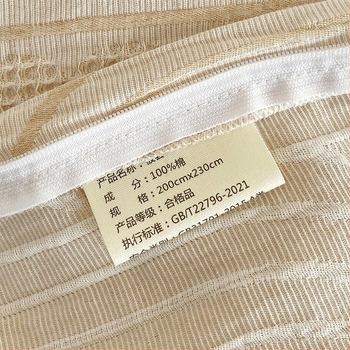 产品名称：
成 分：100%棉
规 格：200cmx230cm
产品等级：合格品
执行标准：GB/T22796-2021